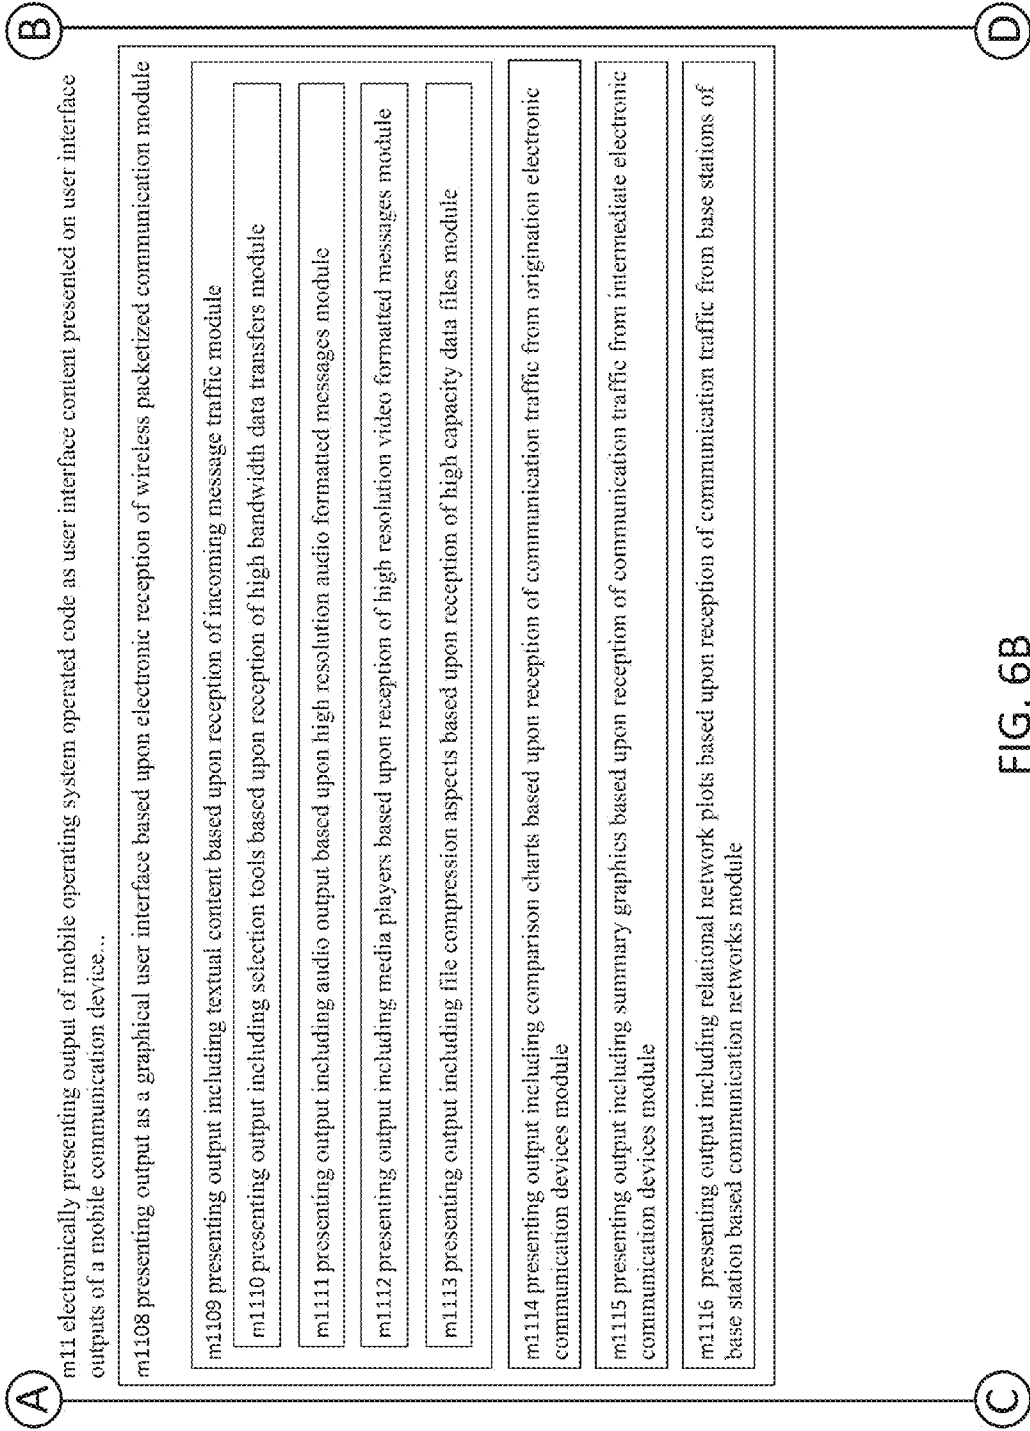 A
B
m11 electronically presenting output of mobile operating system operated code as user interface content presented on user interface
outputs of a mobile communication device...
m1108 presenting output as a graphical user interface based upon electronic reception of wireless packetized communication module
m1109 presenting output including textual content based upon reception of incoming message traffic module
m1110 presenting output including selection tools based upon reception of high bandwidth data transfers module
m1111 presenting output including audio output based upon high resolution audio formatted messages module
m1112 presenting output including media players based upon reception of high resolution video formatted messages module
m1113 presenting output including file compression aspects based upon reception of high capacity data files module
m1114 presenting output including comparison charts based upon reception of communication traffic from origination electronic
communication devices module
m1115 presenting output including summary graphics based upon reception of communication traffic from intermediate electronic
communication devices module
m1116 presenting output including relational network plots based upon reception of communication traffic from base stations of
base station based communication networks module
C
D
FIG. 6B